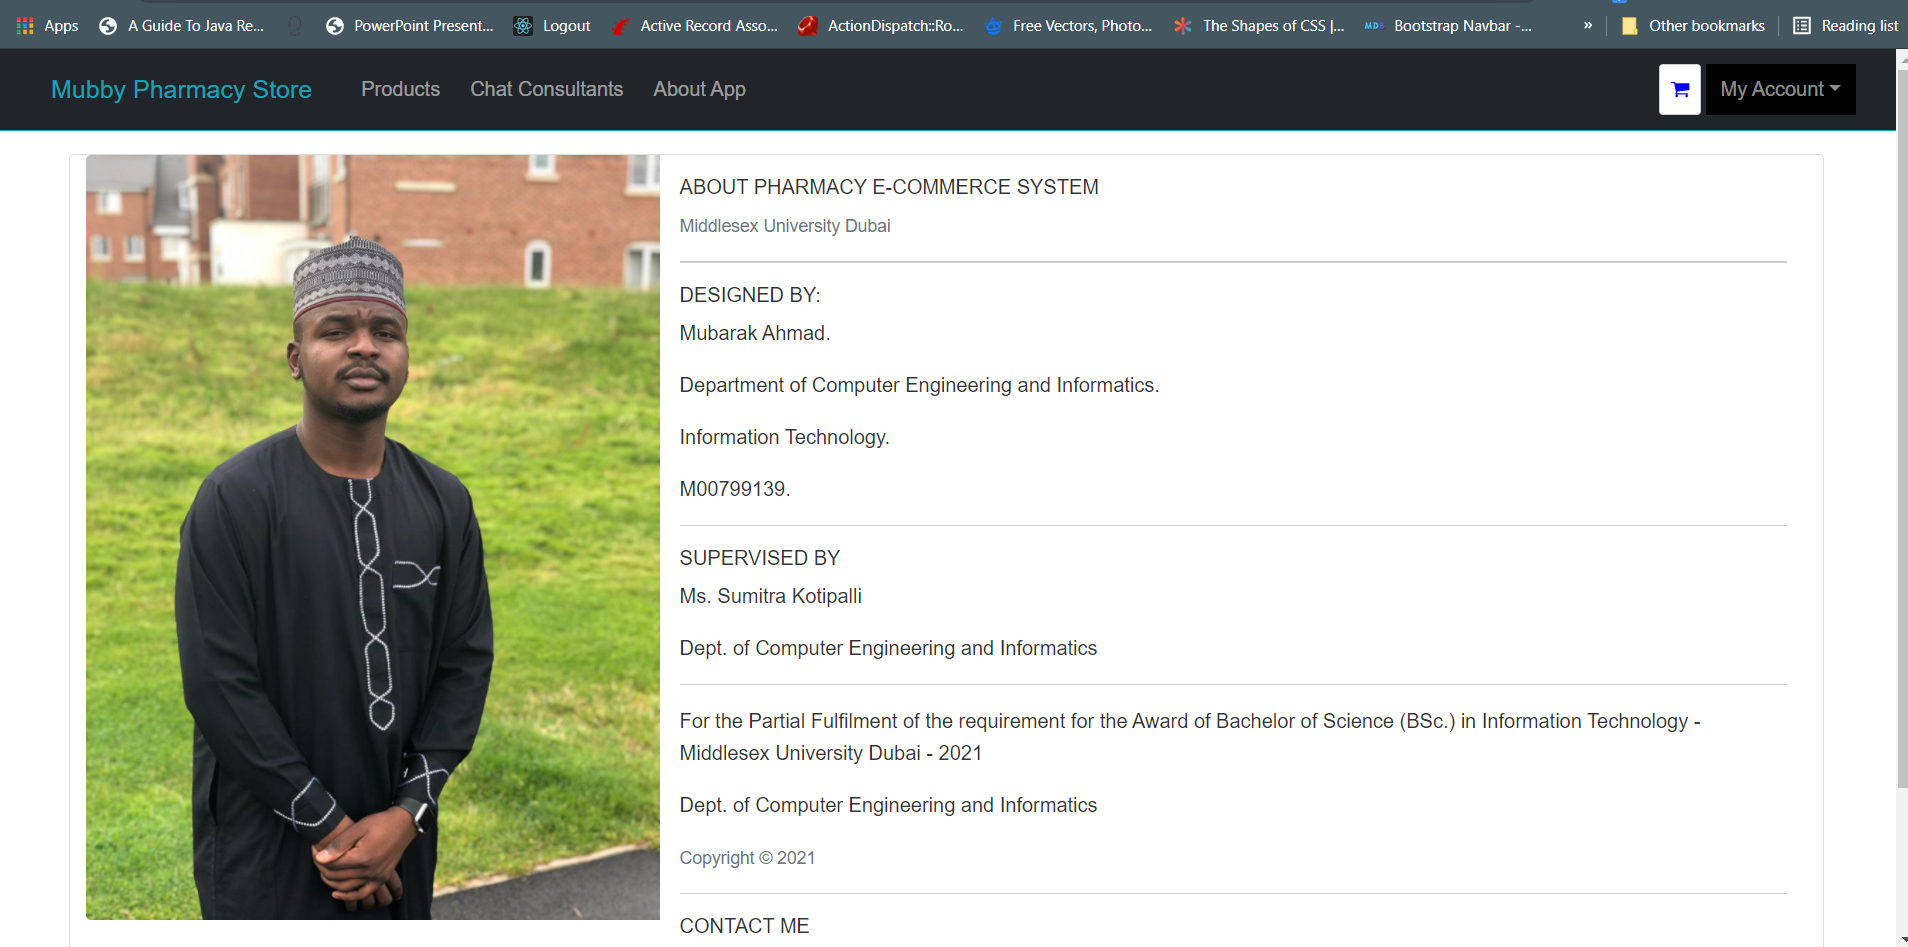 Apps A Guide To Java Re... PowerPoint Present... Logout Active Record Asso... ActionDispatch::Ro... Free Vectors, Photo... The Shapes of CSS |... MDB Bootstrap Navbar -... » Other bookmarks Reading list
Mubby Pharmacy Store Products Chat Consultants About App My Account
ABOUT PHARMACY E-COMMERCE SYSTEM
Middlesex University Dubai
DESIGNED BY:
Mubarak Ahmad.
Department of Computer Engineering and Informatics.
Information Technology.
M00799139.
SUPERVISED BY
Ms. Sumitra Kotipalli
Dept. of Computer Engineering and Informatics
For the Partial Fulfilment of the requirement for the Award of Bachelor of Science (BSc.) in Information Technology -
Middlesex University Dubai - 2021
Dept. of Computer Engineering and Informatics
Copyright © 2021
CONTACT ME